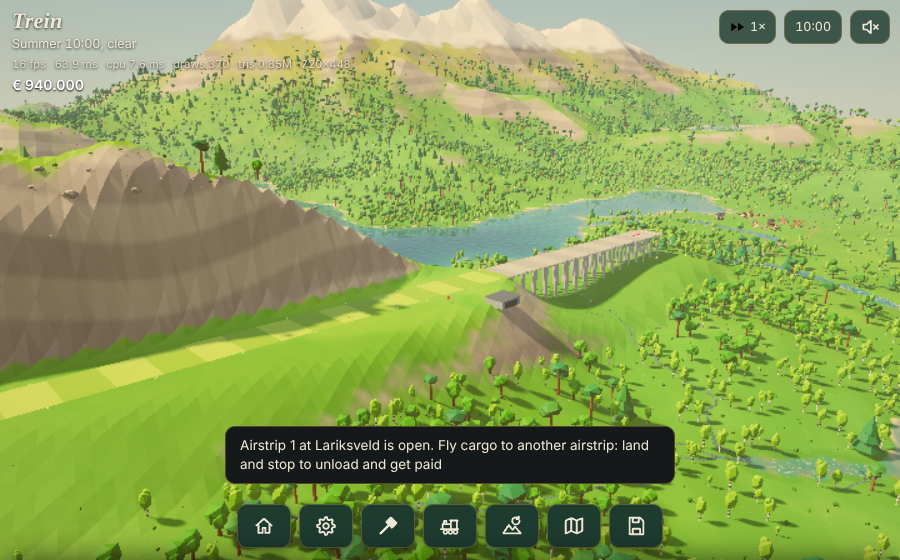 Trein
Summer 10:00, clear
16 fps 63.9 ms cpu 7.6 ms draws 370 tris 0.85M 720×448
€ 940.000
1×
10:00
Airstrip 1 at Lariksveld is open. Fly cargo to another airstrip: land
and stop to unload and get paid